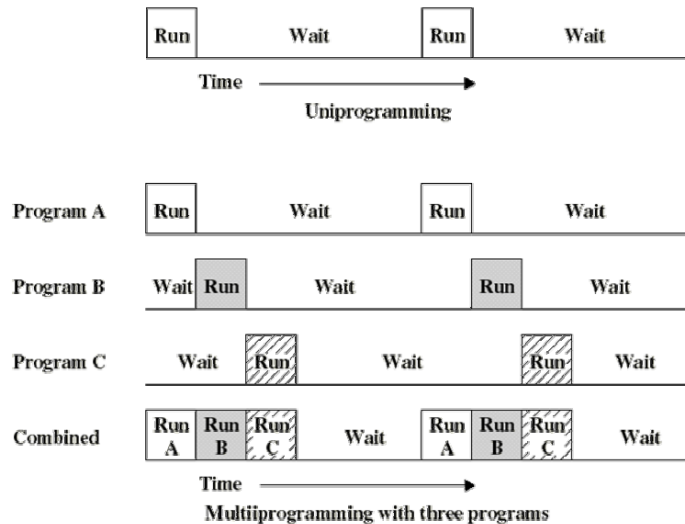 Run Wait Run Wait
Time
Uniprogramming
Program A Run Wait Run Wait
Program B Wait Run Wait Run Wait
Program C Wait Run Wait Run Wait
Combined Run A Run B Run C Wait Run A Run B Run C Wait
Time
Multiiprogramming with three programs